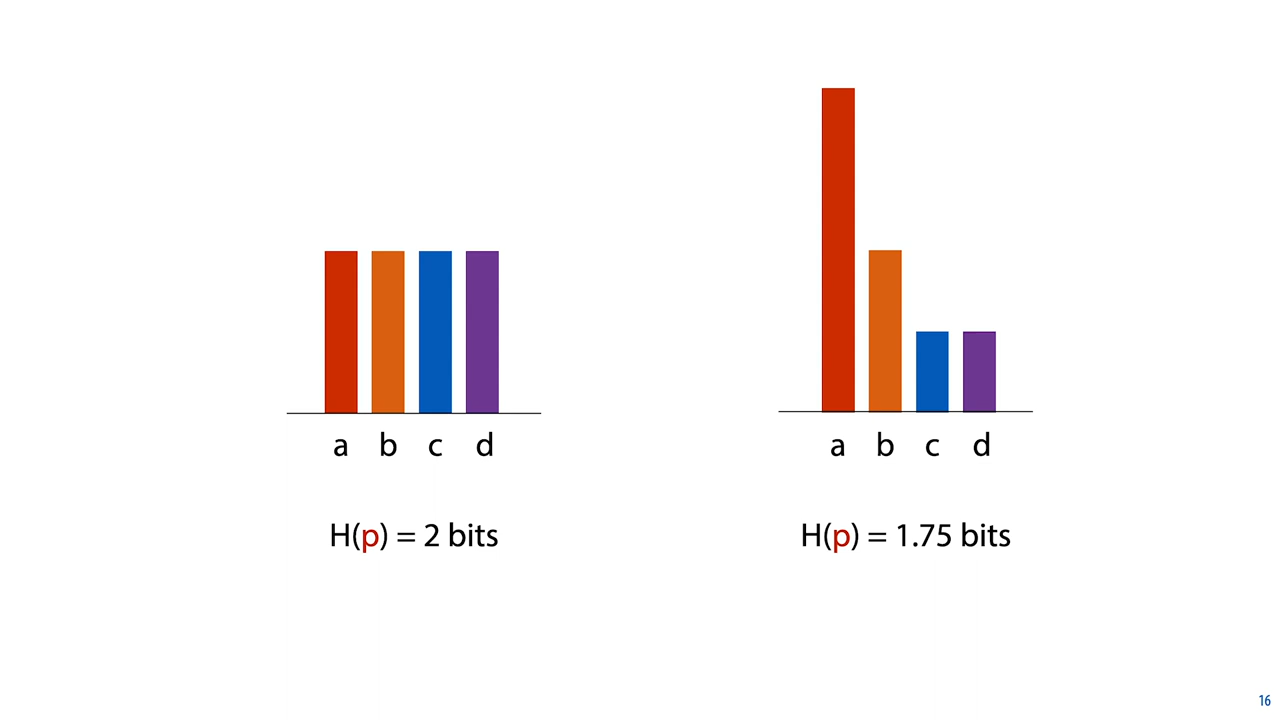 a b c d
a b c d
H(p) = 2 bits
H(p) = 1.75 bits
16